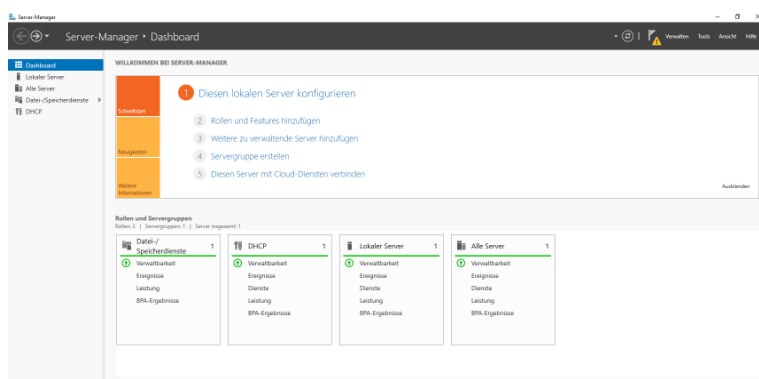 Server-Manager
Server-Manager • Dashboard
Verwalten Tools Ansicht Hilfe
Dashboard
Lokaler Server
Alle Server
Datei-/Speicherdienste
DHCP
WILLKOMMEN BEI SERVER-MANAGER
Schnellstart
Neuigkeiten
Weitere
Informationen
1 Diesen lokalen Server konfigurieren
2 Rollen und Features hinzufügen
3 Weitere zu verwaltende Server hinzufügen
4 Servergruppe erstellen
5 Diesen Server mit Cloud-Diensten verbinden
Ausblenden
Rollen und Servergruppen
Rollen: 2 | Servergruppen: 1 | Server insgesamt: 1
Datei-/
Speicherdienste 1
Verwaltbarkeit
Ereignisse
Leistung
BPA-Ergebnisse
DHCP 1
Verwaltbarkeit
Ereignisse
Dienste
Leistung
BPA-Ergebnisse
Lokaler Server 1
Verwaltbarkeit
Ereignisse
Dienste
Leistung
BPA-Ergebnisse
Alle Server 1
Verwaltbarkeit
Ereignisse
Dienste
Leistung
BPA-Ergebnisse